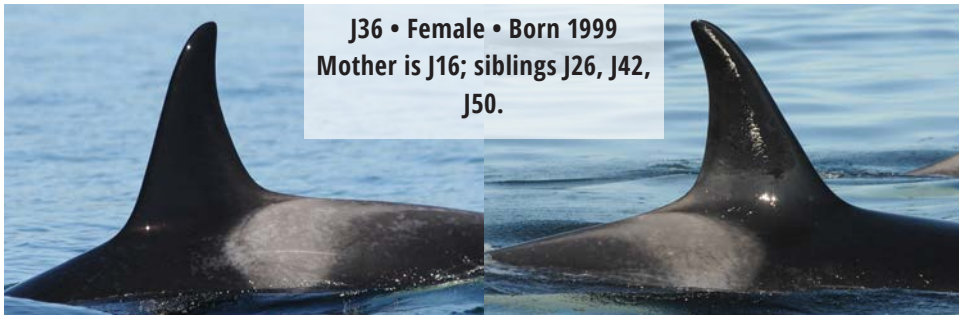 J36 • Female • Born 1999
Mother is J16; siblings J26, J42,
J50.